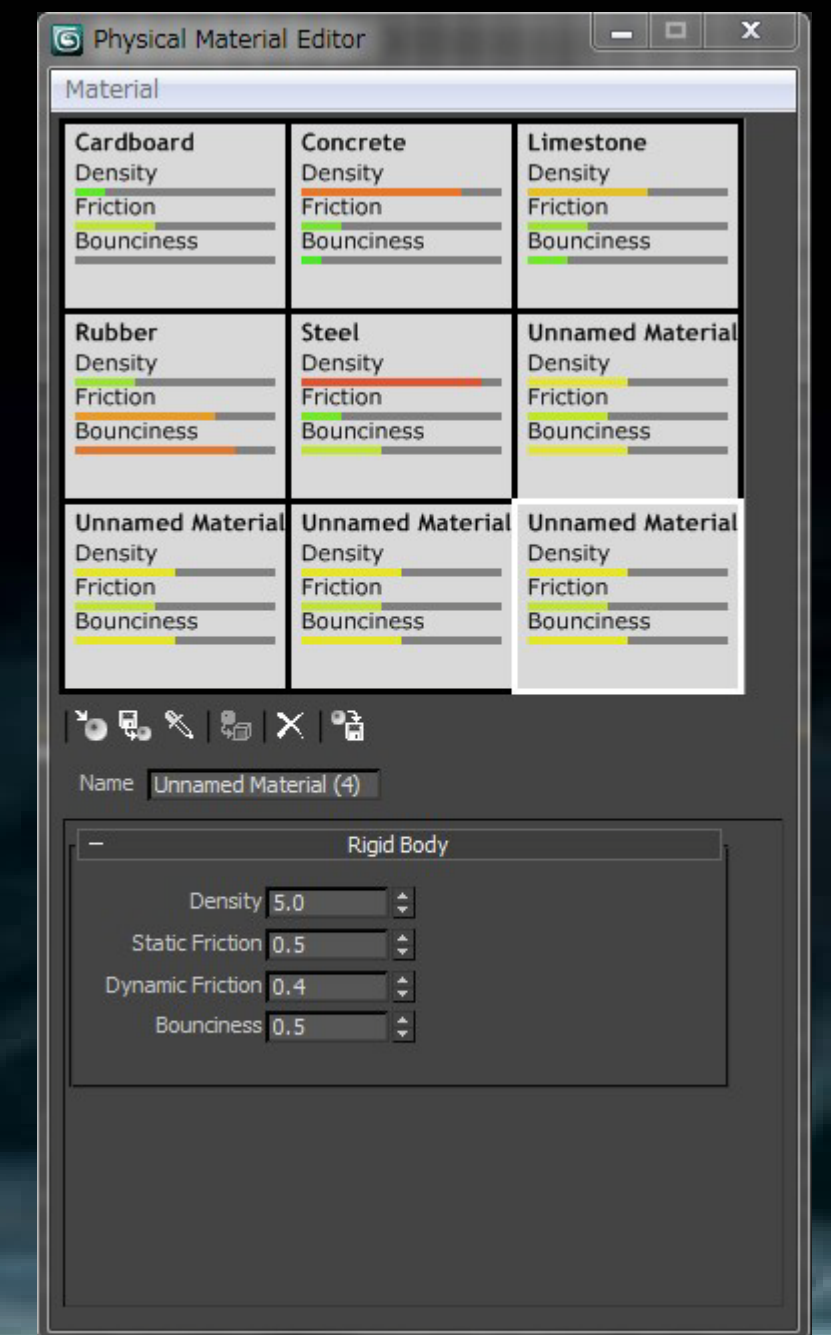 Physical Material Editor
Material
Cardboard
Density
Friction
Bounciness
Concrete
Density
Friction
Bounciness
Limestone
Density
Friction
Bounciness
Rubber
Density
Friction
Bounciness
Steel
Density
Friction
Bounciness
Unnamed Material
Density
Friction
Bounciness
Unnamed Material
Density
Friction
Bounciness
Unnamed Material
Density
Friction
Bounciness
Unnamed Material
Density
Friction
Bounciness
Name Unnamed Material (4)
Rigid Body
Density 5.0
Static Friction 0.5
Dynamic Friction 0.4
Bounciness 0.5